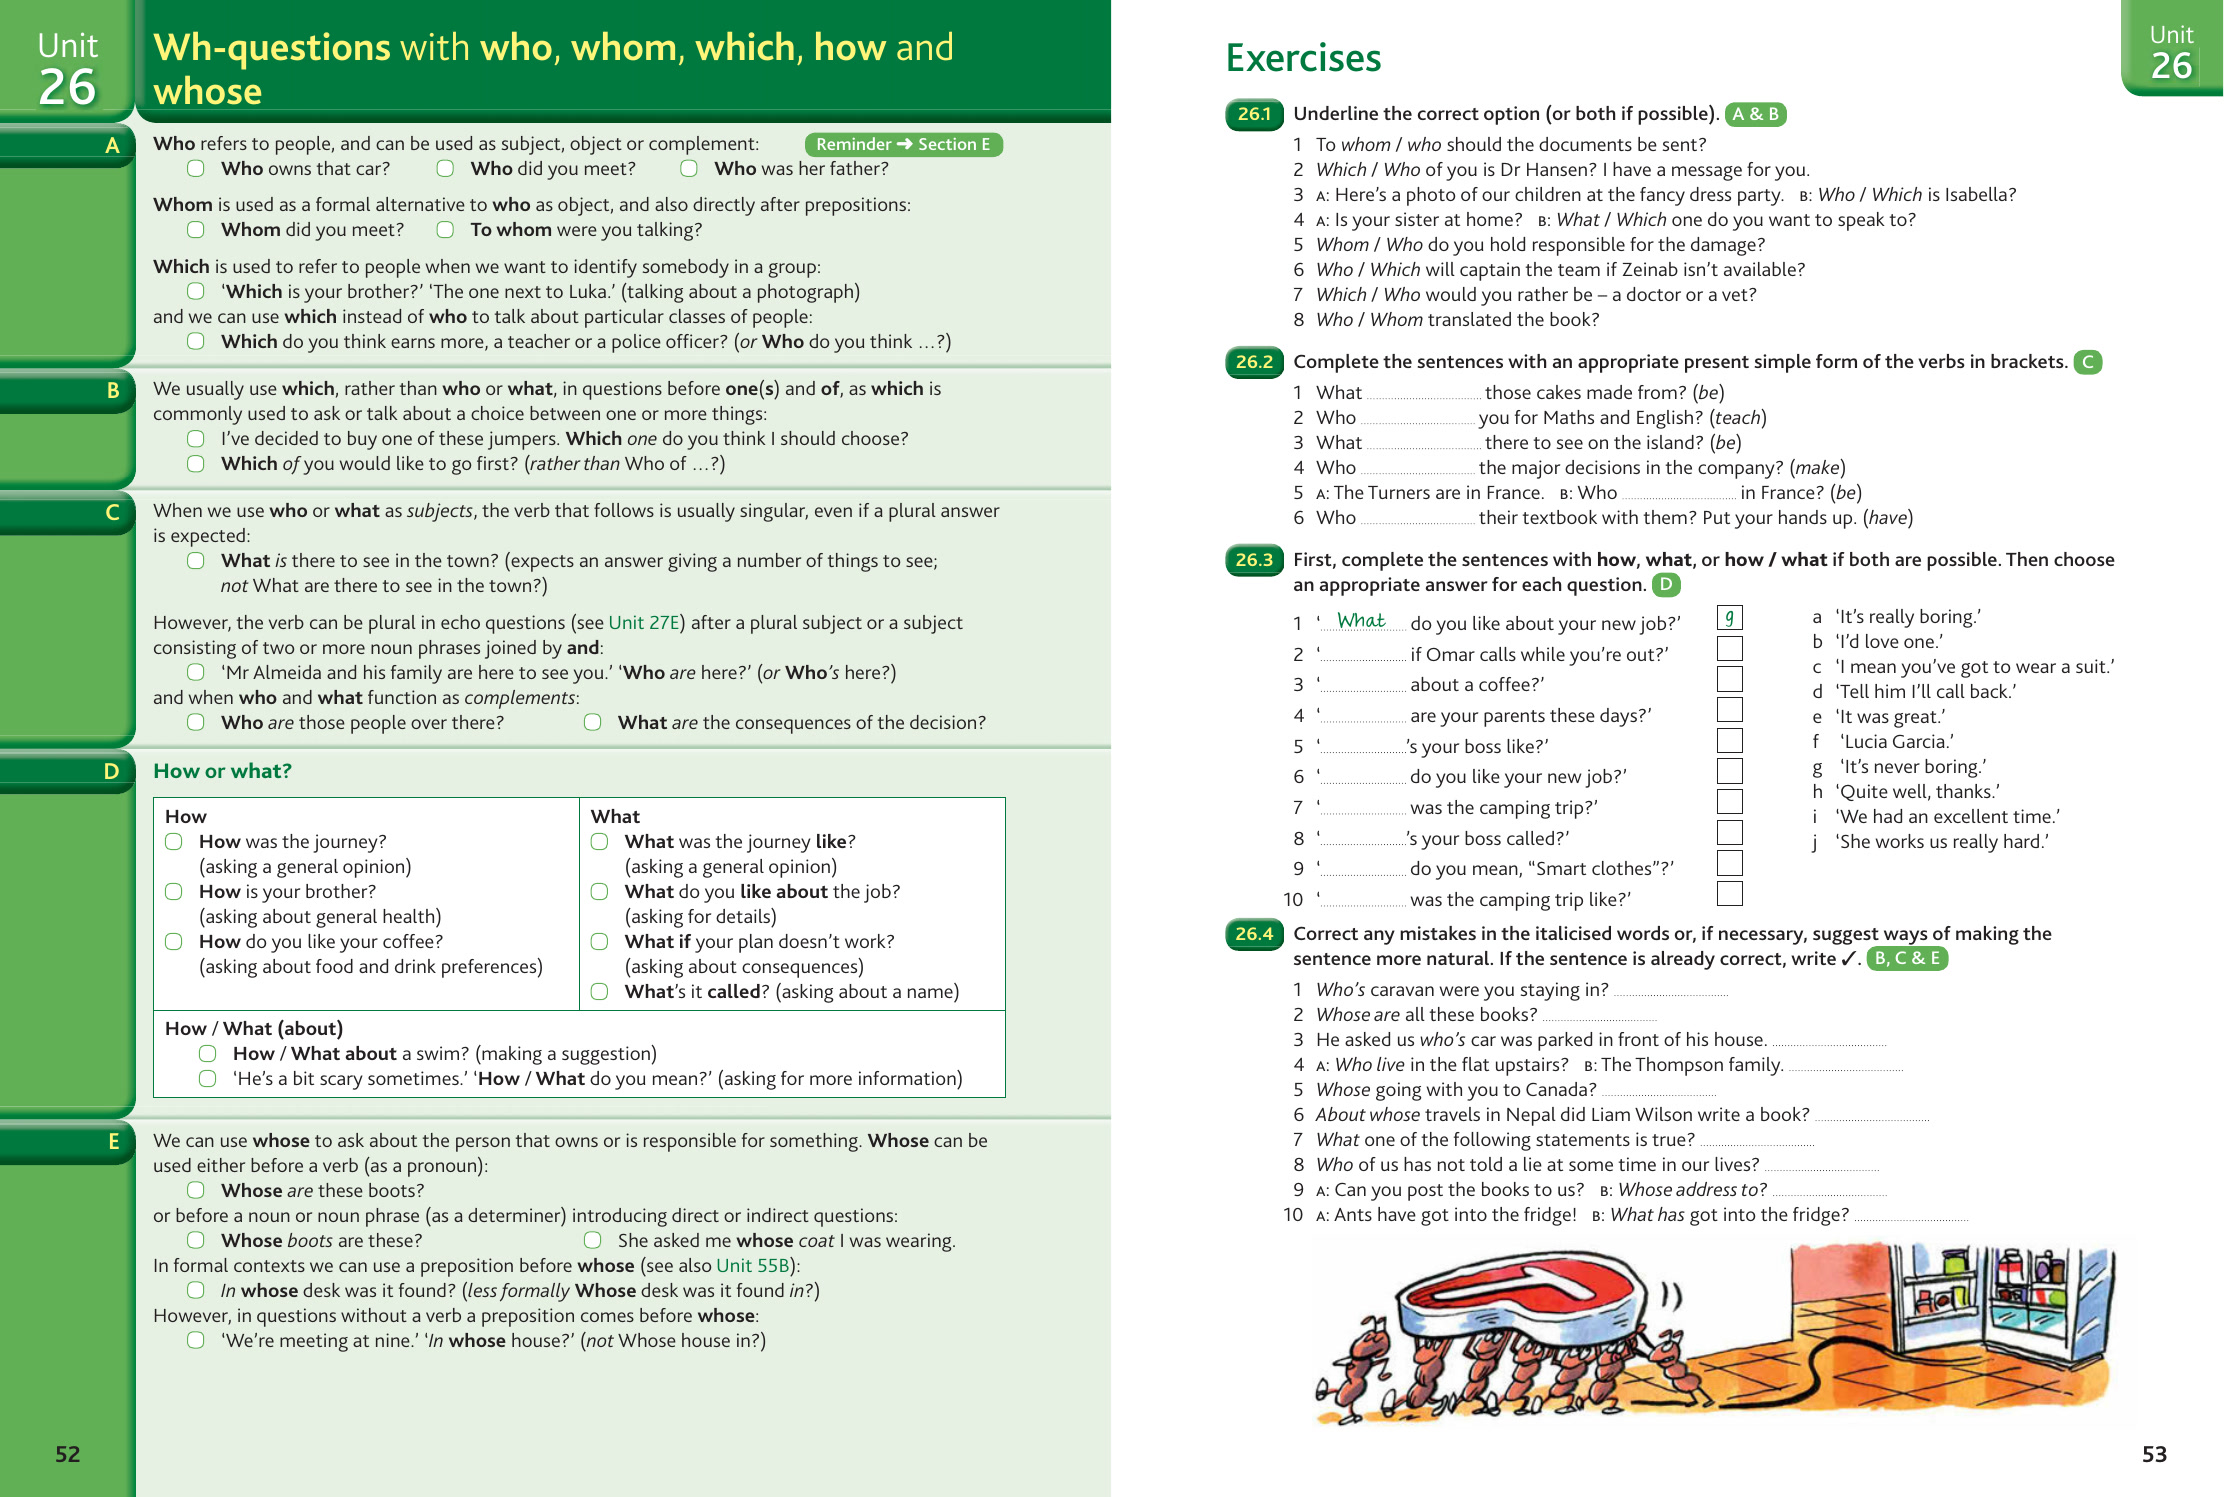 Unit
26
Wh-questions with who, whom, which, how and
whose
A
Who refers to people, and can be used as subject, object or complement:
Reminder ➜ Section E
Who owns that car? Who did you meet? Who was her father?
Whom is used as a formal alternative to who as object, and also directly after prepositions:
Whom did you meet? To whom were you talking?
Which is used to refer to people when we want to identify somebody in a group:
‘Which is your brother?’ ‘The one next to Luka.’ (talking about a photograph)
and we can use which instead of who to talk about particular classes of people:
Which do you think earns more, a teacher or a police officer? (or Who do you think …?)
B
We usually use which, rather than who or what, in questions before one(s) and of, as which is
commonly used to ask or talk about a choice between one or more things:
I’ve decided to buy one of these jumpers. Which one do you think I should choose?
Which of you would like to go first? (rather than Who of …?)
C
When we use who or what as subjects, the verb that follows is usually singular, even if a plural answer
is expected:
What is there to see in the town? (expects an answer giving a number of things to see;
not What are there to see in the town?)
However, the verb can be plural in echo questions (see Unit 27E) after a plural subject or a subject
consisting of two or more noun phrases joined by and:
‘Mr Almeida and his family are here to see you.’ ‘Who are here?’ (or Who’s here?)
and when who and what function as complements:
Who are those people over there? What are the consequences of the decision?
D
How or what?
How
How was the journey?
(asking a general opinion)
How is your brother?
(asking about general health)
How do you like your coffee?
(asking about food and drink preferences)
What
What was the journey like?
(asking a general opinion)
What do you like about the job?
(asking for details)
What if your plan doesn’t work?
(asking about consequences)
What’s it called? (asking about a name)
How / What (about)
How / What about a swim? (making a suggestion)
‘He’s a bit scary sometimes.’ ‘How / What do you mean?’ (asking for more information)
E
We can use whose to ask about the person that owns or is responsible for something. Whose can be
used either before a verb (as a pronoun):
Whose are these boots?
or before a noun or noun phrase (as a determiner) introducing direct or indirect questions:
Whose boots are these? She asked me whose coat I was wearing.
In formal contexts we can use a preposition before whose (see also Unit 55B):
In whose desk was it found? (less formally Whose desk was it found in?)
However, in questions without a verb a preposition comes before whose:
‘We’re meeting at nine.’ ‘In whose house?’ (not Whose house in?)
52
Exercises
Unit
26
26.1 Underline the correct option (or both if possible). A & B
1 To whom / who should the documents be sent?
2 Which / Who of you is Dr Hansen? I have a message for you.
3 A: Here’s a photo of our children at the fancy dress party. B: Who / Which is Isabella?
4 A: Is your sister at home? B: What / Which one do you want to speak to?
5 Whom / Who do you hold responsible for the damage?
6 Who / Which will captain the team if Zeinab isn’t available?
7 Which / Who would you rather be – a doctor or a vet?
8 Who / Whom translated the book?
26.2 Complete the sentences with an appropriate present simple form of the verbs in brackets. C
1 What ........ those cakes made from? (be)
2 Who ........ you for Maths and English? (teach)
3 What ........ there to see on the island? (be)
4 Who ........ the major decisions in the company? (make)
5 A: The Turners are in France. B: Who ........ in France? (be)
6 Who ........ their textbook with them? Put your hands up. (have)
26.3 First, complete the sentences with how, what, or how / what if both are possible. Then choose
an appropriate answer for each question. D
1 ‘What do you like about your new job?’ g
2 ‘........ if Omar calls while you’re out?’
3 ‘........ about a coffee?’
4 ‘........ are your parents these days?’
5 ‘........’s your boss like?’
6 ‘........ do you like your new job?’
7 ‘........ was the camping trip?’
8 ‘........’s your boss called?’
9 ‘........ do you mean, “Smart clothes”?’
10 ‘........ was the camping trip like?’
a ‘It’s really boring.’
b ‘I’d love one.’
c ‘I mean you’ve got to wear a suit.’
d ‘Tell him I’ll call back.’
e ‘It was great.’
f ‘Lucia Garcia.’
g ‘It’s never boring.’
h ‘Quite well, thanks.’
i ‘We had an excellent time.’
j ‘She works us really hard.’
26.4 Correct any mistakes in the italicised words or, if necessary, suggest ways of making the
sentence more natural. If the sentence is already correct, write ✓. B, C & E
1 Who’s caravan were you staying in? ........
2 Whose are all these books? ........
3 He asked us who’s car was parked in front of his house. ........
4 A: Who live in the flat upstairs? B: The Thompson family. ........
5 Whose going with you to Canada? ........
6 About whose travels in Nepal did Liam Wilson write a book? ........
7 What one of the following statements is true? ........
8 Who of us has not told a lie at some time in our lives? ........
9 A: Can you post the books to us? B: Whose address to? ........
10 A: Ants have got into the fridge! B: What has got into the fridge? ........
53